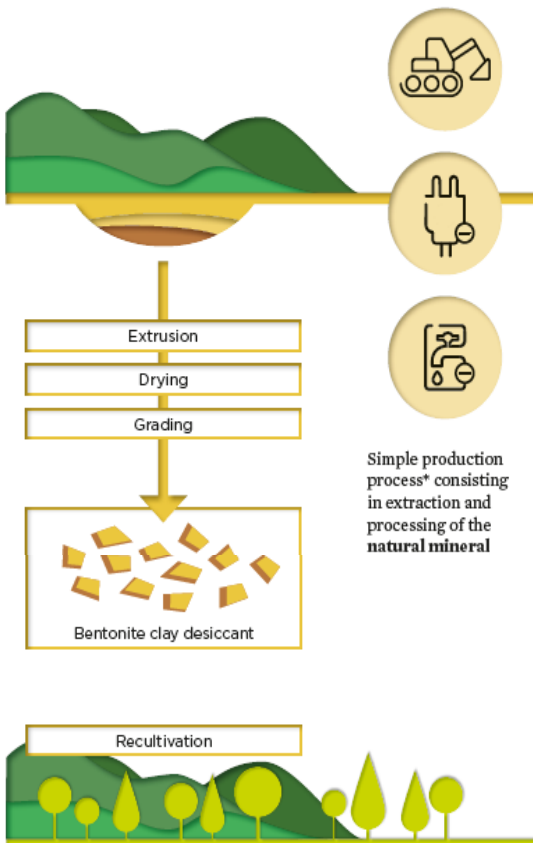 Extrusion
Drying
Grading
Simple production
process* consisting
in extraction and
processing of the
natural mineral
Bentonite clay desiccant
Recultivation